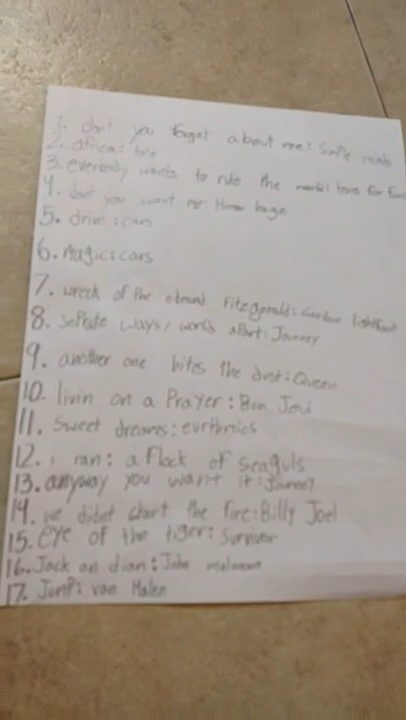 1. dont you forget about me: Simple minds
2. africa: toto
3. everbody wants to rule the world: tears for fears
4. dont you want me: Human league
5. drive: cars
6. Magic: cars
7. wreck of the edmund Fitzgerald: Gordon lightfoot
8. Seprate ways/ worlds apart: Journey
9. another one bites the dust: Queen
10. livin on a Prayer: Bon Jovi
11. Sweet dreams: eurthmics
12. i ran: a Flock of seaguls
13. anyway you want it: Journey
14. we didnt start the fire: Billy Joel
15. eye of the tiger: Survivor
16. Jack an dian: John
17. Jump: van Halen